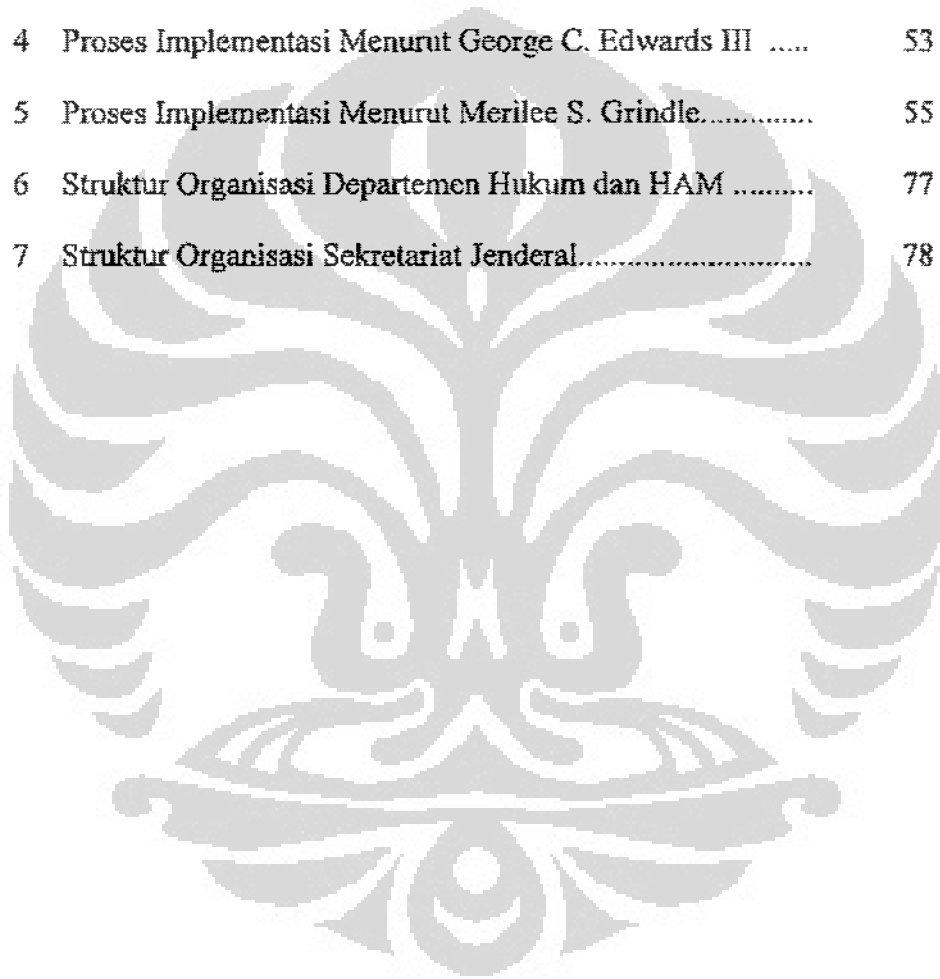 4 Proses Implementasi Menurut George C. Edwards III ..... 53
5 Proses Implementasi Menurut Merilee S. Grindle.............. 55
6 Struktur Organisasi Departemen Hukum dan HAM .......... 77
7 Struktur Organisasi Sekretariat Jenderal............................. 78